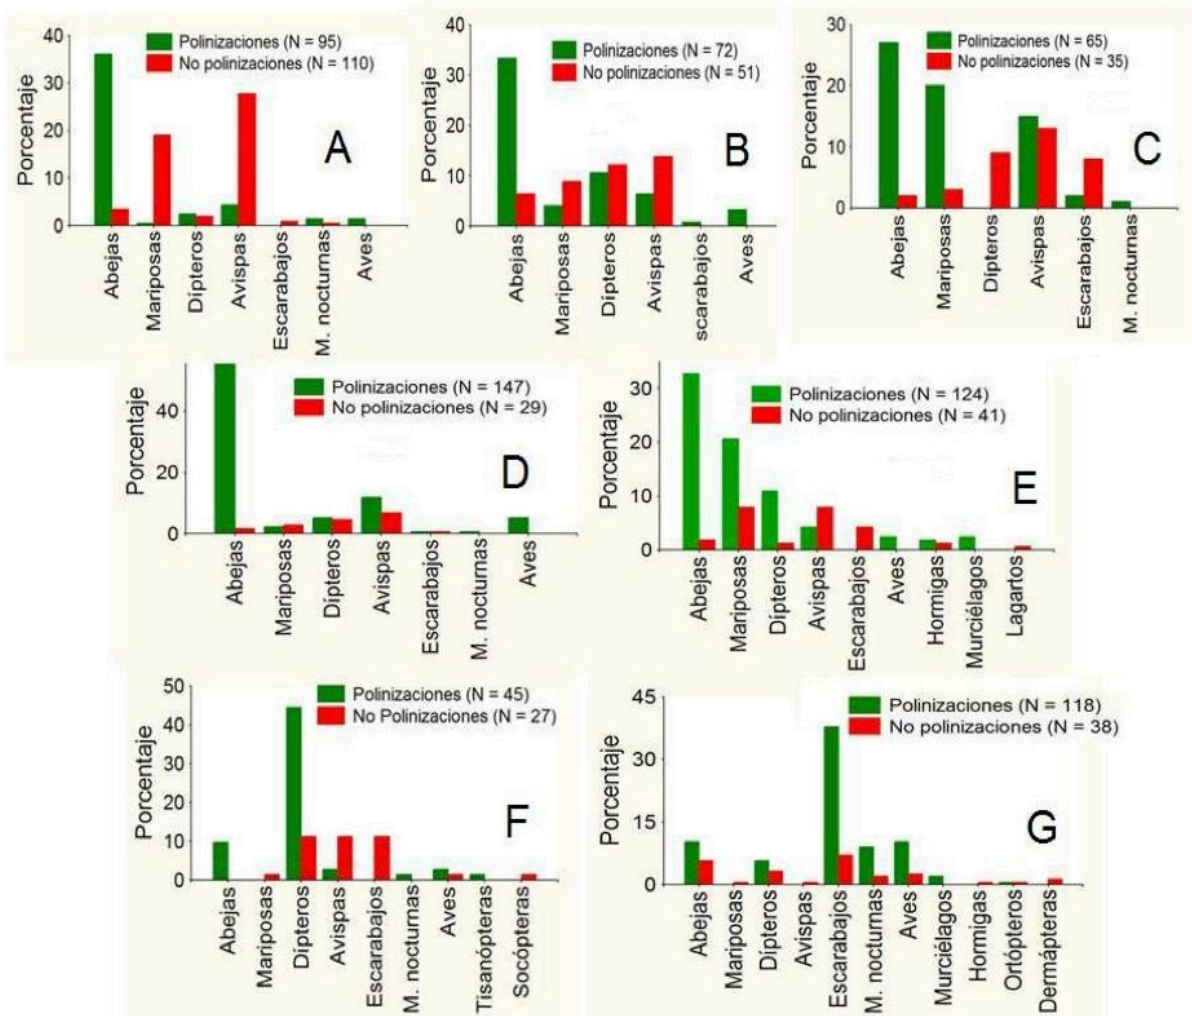 40
30
20
10
0
Porcentaje
Polinizaciones (N = 95)
No polinizaciones (N = 110)
A
Abejas
Mariposas
Dípteros
Avispas
Escarabajos
M. nocturnas
Aves
40
30
20
10
0
Porcentaje
Polinizaciones (N = 72)
No polinizaciones (N = 51)
B
Abejas
Mariposas
Dípteros
Avispas
scarabajos
Aves
30
20
10
0
Porcentaje
Polinizaciones (N = 65)
No polinizaciones (N = 35)
C
Abejas
Mariposas
Dípteros
Avispas
Escarabajos
M. nocturnas
40
20
0
Porcentaje
Polinizaciones (N = 147)
No polinizaciones (N = 29)
D
Abejas
Mariposas
Dípteros
Avispas
Escarabajos
M. nocturnas
Aves
30
20
10
0
Porcentaje
Polinizaciones (N = 124)
No polinizaciones (N = 41)
E
Abejas
Mariposas
Dípteros
Avispas
Escarabajos
Aves
Hormigas
Murciélagos
Lagartos
50
40
30
20
10
0
Porcentaje
Polinizaciones (N = 45)
No Polinizaciones (N = 27)
F
Abejas
Mariposas
Dípteros
Avispas
Escarabajos
M. nocturnas
Aves
Tisanópteras
Socópteras
45
30
15
0
Porcentaje
Polinizaciones (N = 118)
No polinizaciones (N = 38)
G
Abejas
Mariposas
Dípteros
Avispas
Escarabajos
M. nocturnas
Aves
Murciélagos
Hormigas
Ortópteros
Dermápteras